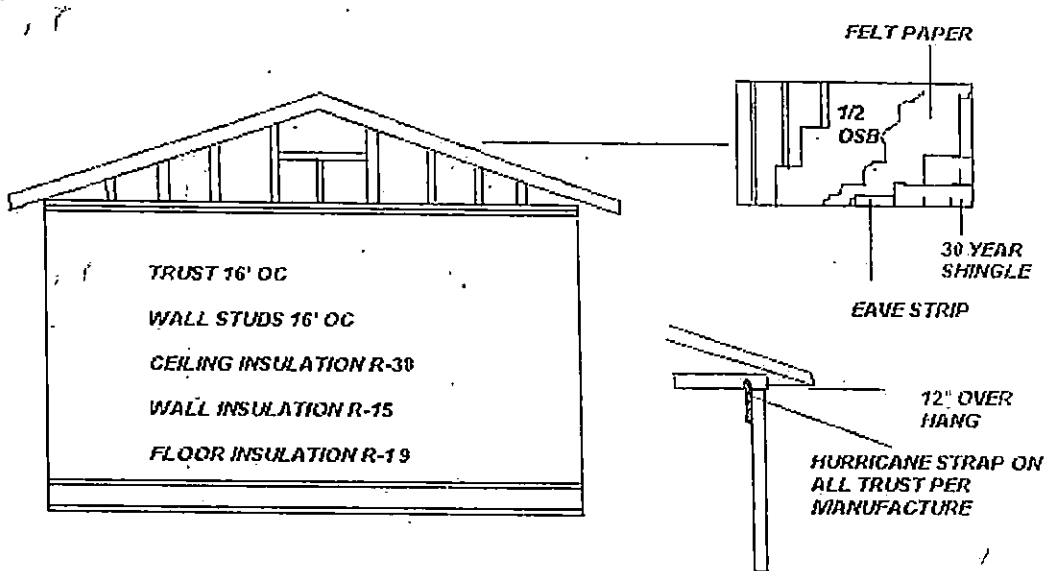 FELT PAPER
1/2
OSB
30 YEAR
SHINGLE
EAVE STRIP
TRUST 16' OC
WALL STUDS 16' OC
CEILING INSULATION R-30
WALL INSULATION R-15
FLOOR INSULATION R-19
12" OVER
HANG
HURRICANE STRAP ON
ALL TRUST PER
MANUFACTURE